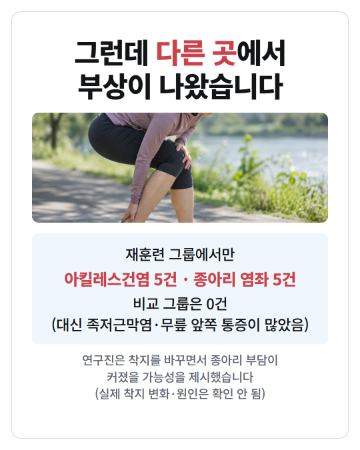 그런데 다른 곳에서
부상이 나왔습니다
재훈련 그룹에서만
아킬레스건염 5건 · 종아리 염좌 5건
비교 그룹은 0건
(대신 족저근막염·무릎 앞쪽 통증이 많았음)
연구진은 착지를 바꾸면서 종아리 부담이
커졌을 가능성을 제시했습니다
(실제 착지 변화·원인은 확인 안 됨)